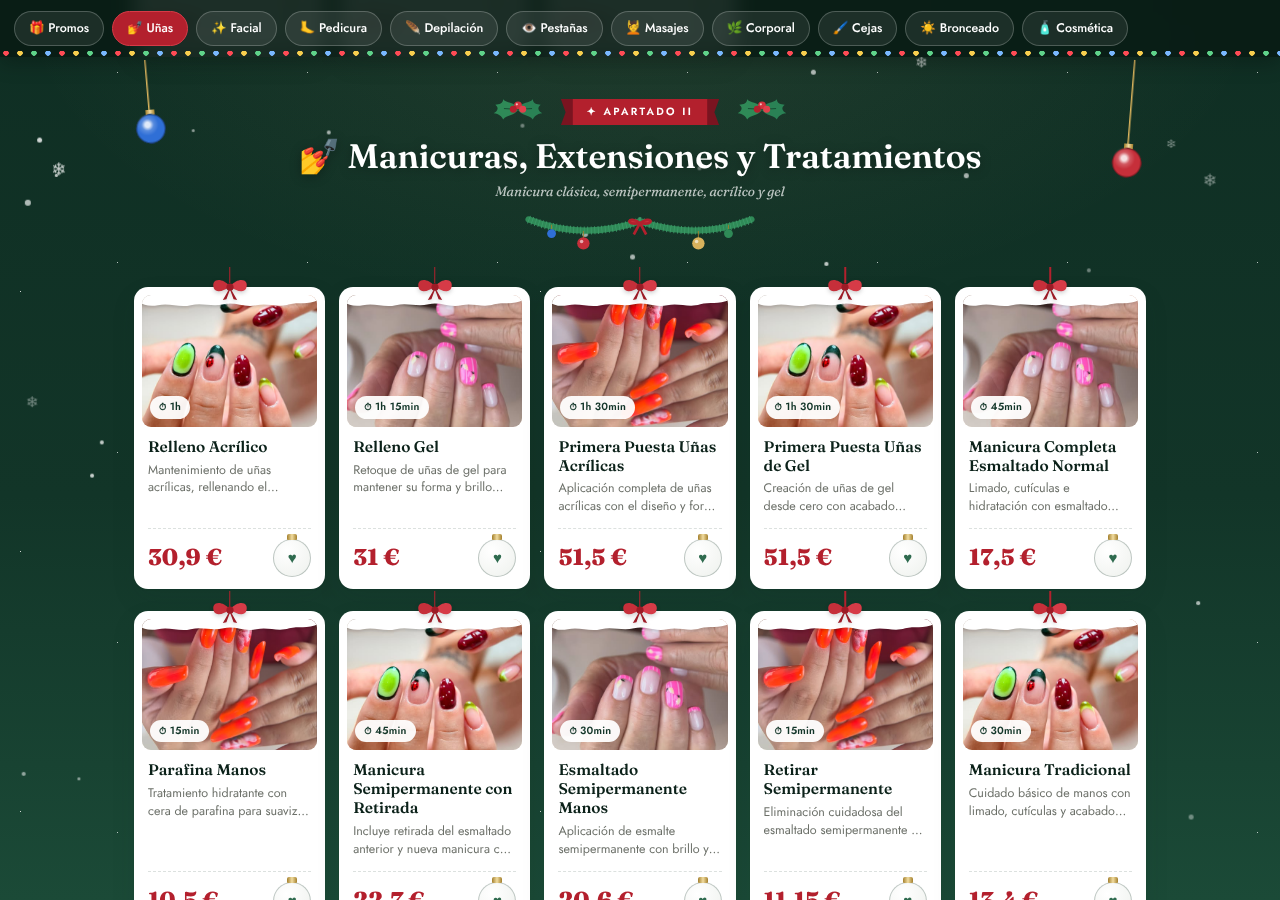 Promos
Uñas
Facial
Pedicura
Depilación
Pestañas
Masajes
Corporal
Cejas
Bronceado
Cosmética
✦ APARTADO II
Manicuras, Extensiones y Tratamientos
Manicura clásica, semipermanente, acrílico y gel
1h
Relleno Acrílico
Mantenimiento de uñas
acrílicas, rellenando el...
30,9 €
1h 15min
Relleno Gel
Retoque de uñas de gel para
mantener su forma y brillo...
31 €
1h 30min
Primera Puesta Uñas
Acrílicas
Aplicación completa de uñas
acrílicas con el diseño y for...
51,5 €
1h 30min
Primera Puesta Uñas
de Gel
Creación de uñas de gel
desde cero con acabado...
51,5 €
45min
Manicura Completa
Esmaltado Normal
Limado, cutículas e
hidratación con esmaltado...
17,5 €
15min
Parafina Manos
Tratamiento hidratante con
cera de parafina para suaviz...
45min
Manicura
Semipermanente con
Retirada
Incluye retirada del esmaltado
anterior y nueva manicura c...
30min
Esmaltado
Semipermanente
Manos
Aplicación de esmalte
semipermanente con brillo y...
15min
Retirar
Semipermanente
Eliminación cuidadosa del
esmaltado semipermanente ...
30min
Manicura Tradicional
Cuidado básico de manos con
limado, cutículas y acabado...